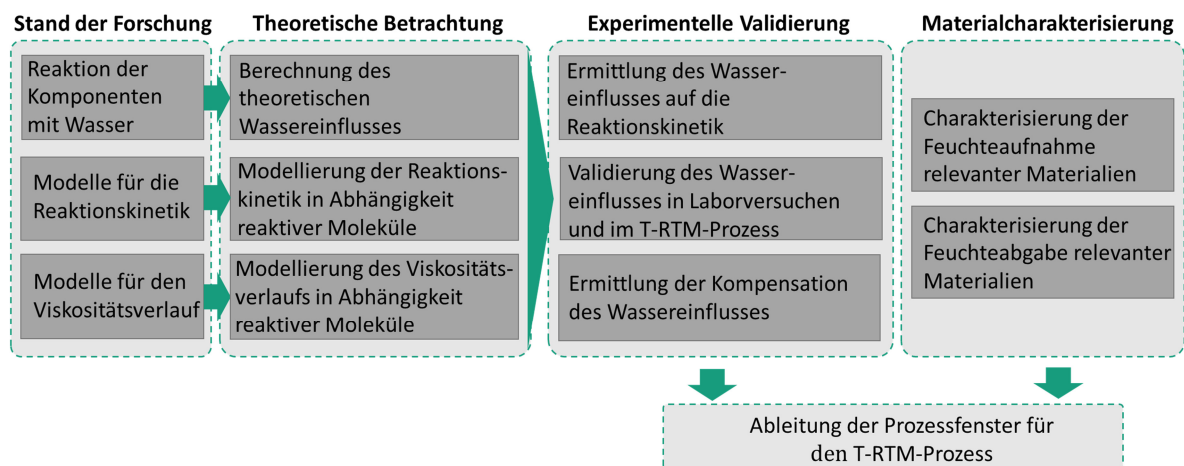 Stand der Forschung
Reaktion der
Komponenten
mit Wasser
Modelle für die
Reaktionskinetik
Modelle für den
Viskositätsverlauf
Theoretische Betrachtung
Berechnung des
theoretischen
Wassereinflusses
Modellierung der Reaktions-
kinetik in Abhängigkeit
reaktiver Moleküle
Modellierung des Viskositäts-
verlaufs in Abhängigkeit
reaktiver Moleküle
Experimentelle Validierung
Ermittlung des Wasser-
einflusses auf die
Reaktionskinetik
Validierung des Wasser-
einflusses in Laborversuchen
und im T-RTM-Prozess
Ermittlung der Kompensation
des Wassereinflusses
Materialcharakterisierung
Charakterisierung der
Feuchteaufnahme
relevanter Materialien
Charakterisierung der
Feuchteabgabe relevanter
Materialien
Ableitung der Prozessfenster für
den T-RTM-Prozess